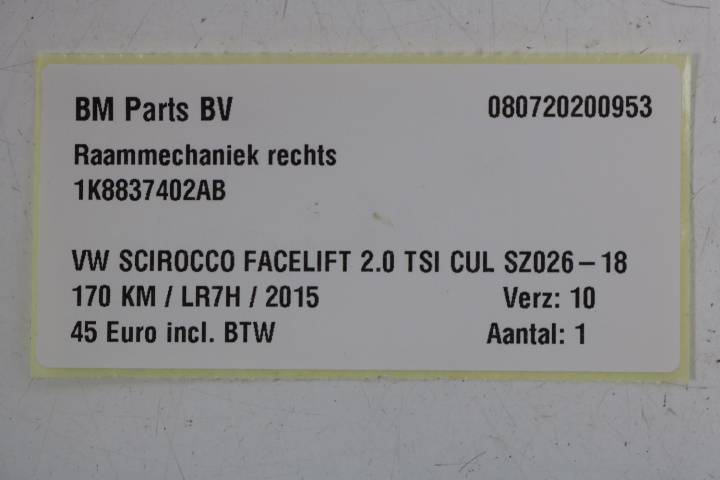 BM Parts BV 080720200953
Raammechaniek rechts
1K8837402AB
VW SCIROCCO FACELIFT 2.0 TSI CUL SZ026-18
170 KM / LR7H / 2015 Verz: 10
45 Euro incl. BTW Aantal: 1